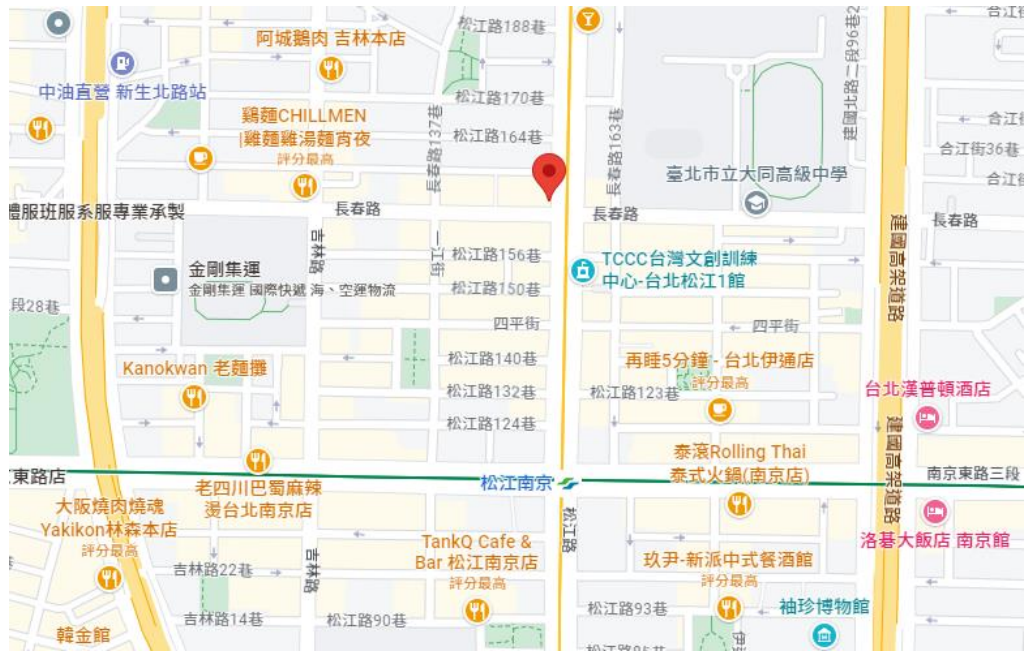 松江路188巷
合江街
阿城鵝肉 吉林本店
中油直營 新生北路站
松江路170巷
建國北路二段96巷2
雞麵CHILLMEN
|雞麵雞湯麵宵夜
評分最高
長春路137巷
松江路164巷
長春路163巷
合江街
合江街36巷
臺北市立大同高級中學
合江街
禮服班服系服專業承製
長春路
長春路
長春路
吉林路
一江街
松江路156巷
建國高架道路
TCCC台灣文創訓練
中心-台北松江1館
金剛集運
金剛集運 國際快遞 海、空運物流
松江路150巷
段28巷
四平街
四平街
松江路140巷
再睡5分鐘 - 台北伊通店
評分最高
Kanokwan 老麵攤
松江路132巷
松江路123巷
台北漢普頓酒店
松江路124巷
建國高架道路
泰滾Rolling Thai
泰式火鍋(南京店)
東路店
松江南京
南京東路三段
老四川巴蜀麻辣
燙台北南京店
大阪燒肉燒魂
Yakikon林森本店
評分最高
松江路
洛碁大飯店 南京館
TankQ Cafe &
Bar 松江南京店
評分最高
玖尹-新派中式餐酒館
評分最高
吉林路22巷
吉林路
吉林路14巷
松江路90巷
松江路93巷
袖珍博物館
韓金館
松江路85巷